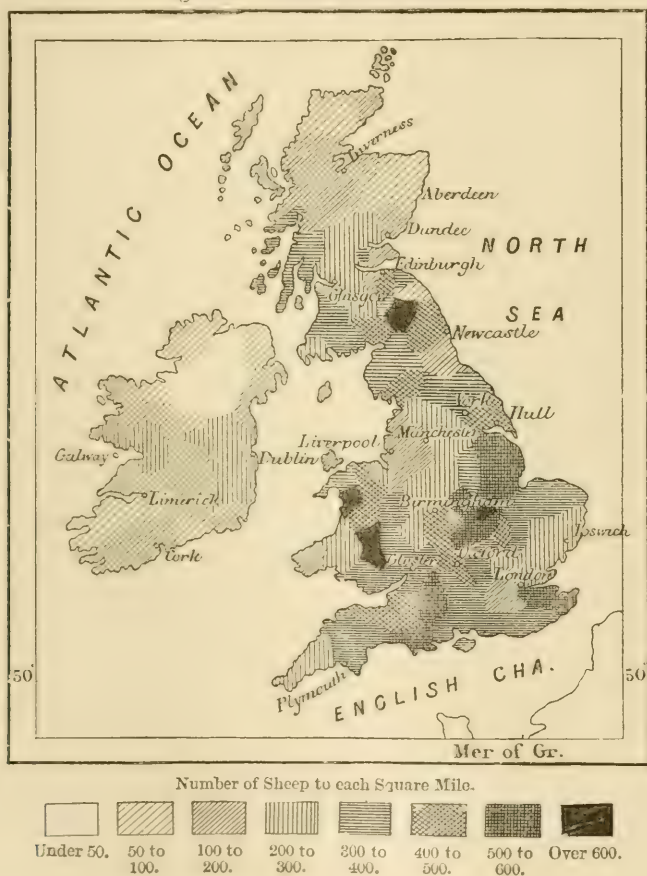 ATLANTIC OCEAN
Inverness
Aberdeen
Dundee
NORTH
Edinburgh
Glasgow
SEA
Newcastle
York
Hull
Liverpool
Manchester
Galway
Dublin
Limerick
Birmingham
Ipswich
Cork
Gloster
Oxford
London
50°
50°
Plymouth
ENGLISH CHA.
Mer of Gr.
Number of Sheep to each Square Mile.
Under 50. 50 to 100. 100 to 200. 200 to 300. 300 to 400. 400 to 500. 500 to 600. Over 600.